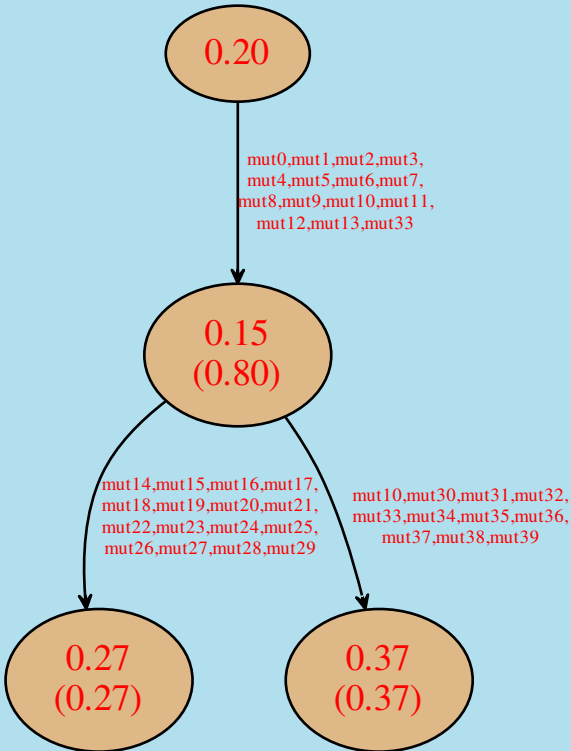 0.20
mut0,mut1,mut2,mut3,
mut4,mut5,mut6,mut7,
mut8,mut9,mut10,mut11,
mut12,mut13,mut33
0.15
(0.80)
mut14,mut15,mut16,mut17,
mut18,mut19,mut20,mut21,
mut22,mut23,mut24,mut25,
mut26,mut27,mut28,mut29
mut10,mut30,mut31,mut32,
mut33,mut34,mut35,mut36,
mut37,mut38,mut39
0.27
(0.27)
0.37
(0.37)